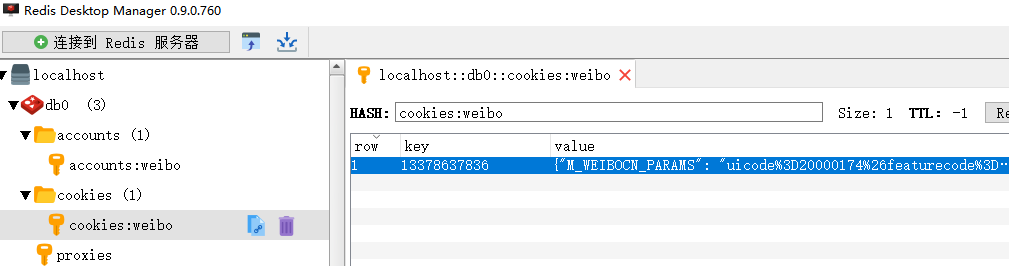 Redis Desktop Manager 0.9.0.760
连接到 Redis 服务器
localhost
db0 (3)
accounts (1)
accounts:weibo
cookies (1)
cookies:weibo
proxies
localhost::db0::cookies:weibo
HASH: cookies:weibo Size: 1 TTL: -1 Re
row key value
1 13378637836 {"M_WEIBOCN_PARAMS": "uicode%3D20000174%26featurecode%3D…